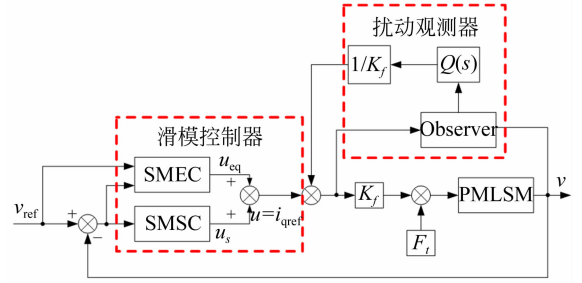 扰动观测器
1/K_f
Q(s)
滑模控制器
Observer
SMEC
u_eq
+
v_ref
+
−
SMSC
+
u_s
u=i_qref
K_f
PMLSM
v
F_t